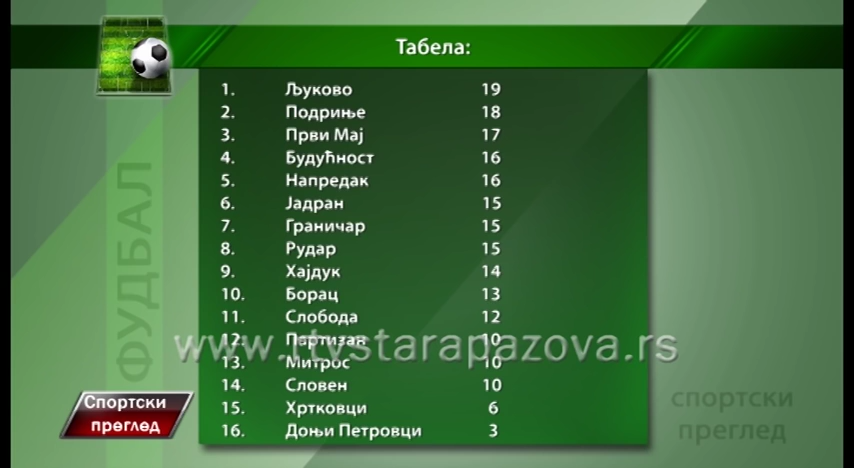 Табела:
1. Љуково 19
2. Подриње 18
3. Први Мај 17
4. Будућност 16
5. Напредак 16
6. Јадран 15
7. Граничар 15
8. Рудар 15
9. Хајдук 14
10. Борац 13
11. Слобода 12
12. Партизан 10
13. Митрос 10
14. Словен 10
15. Хртковци 6
16. Доњи Петровци 3
www.rtvstarapazova.rs
ФУДБАЛ
Спортски
преглед
спортски
преглед